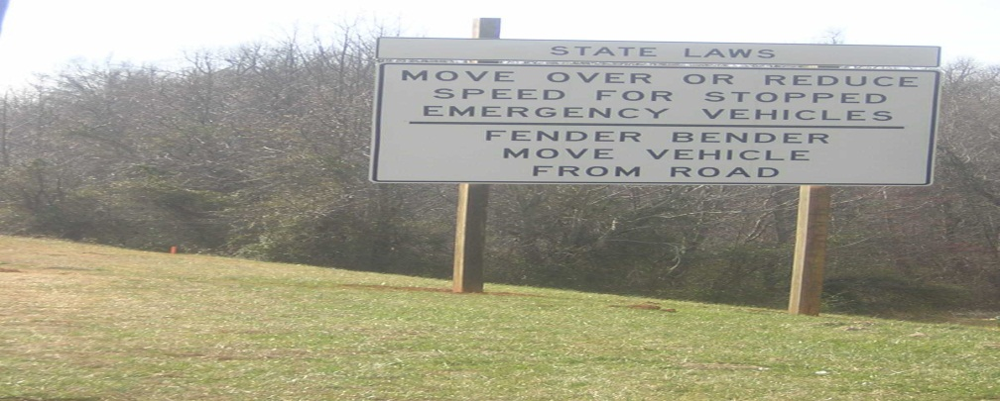 STATE LAWS
MOVE OVER OR REDUCE
SPEED FOR STOPPED
EMERGENCY VEHICLES
FENDER BENDER
MOVE VEHICLE
FROM ROAD